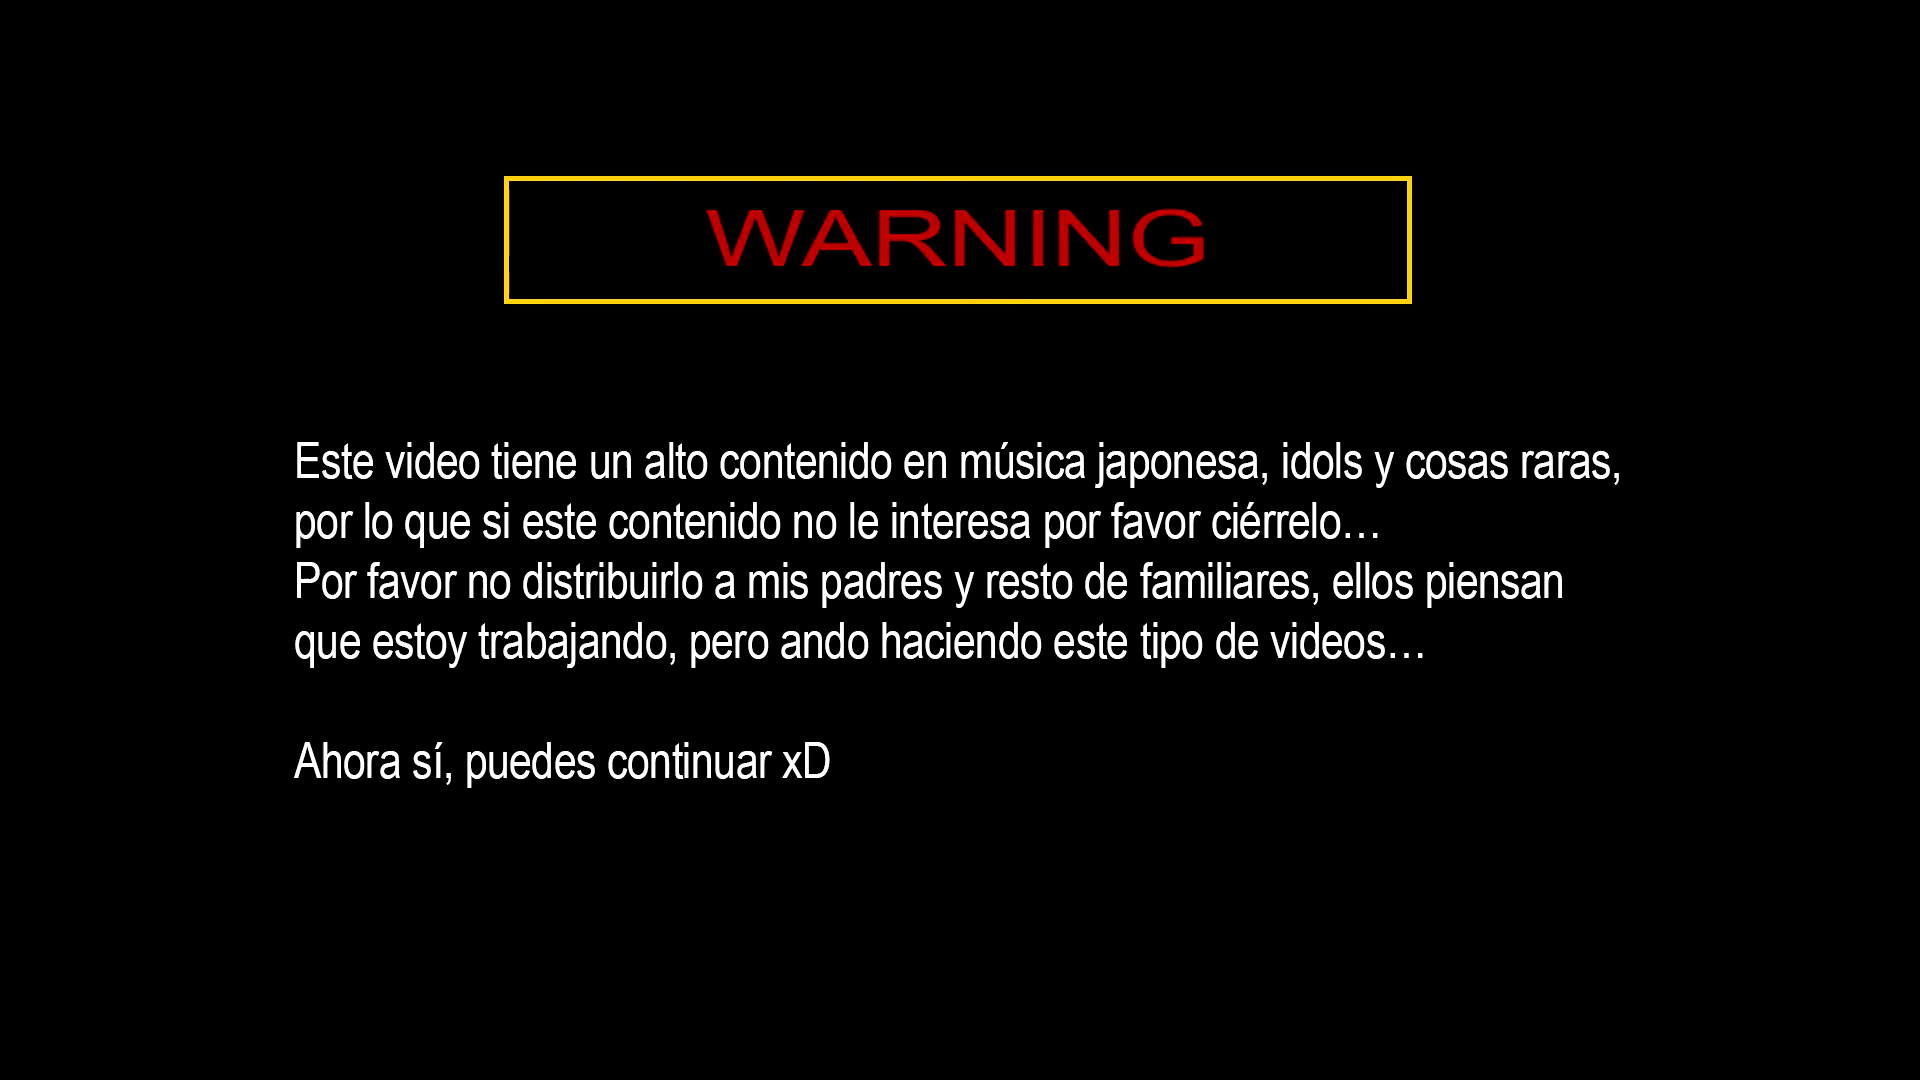 WARNING
Este video tiene un alto contenido en música japonesa, idols y cosas raras,
por lo que si este contenido no le interesa por favor ciérrelo…
Por favor no distribuirlo a mis padres y resto de familiares, ellos piensan
que estoy trabajando, pero ando haciendo este tipo de videos…
Ahora sí, puedes continuar xD